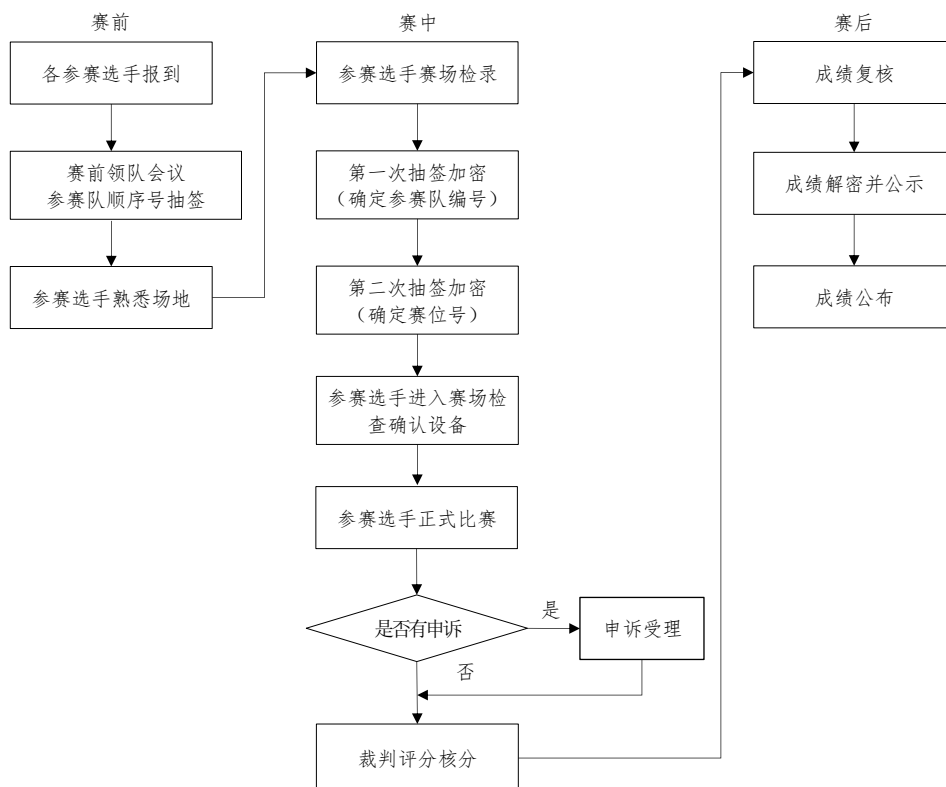 赛前
各参赛选手报到
赛前领队会议
参赛队顺序号抽签
参赛选手熟悉场地
赛中
参赛选手赛场检录
第一次抽签加密
（确定参赛队编号）
第二次抽签加密
（确定赛位号）
参赛选手进入赛场检
查确认设备
参赛选手正式比赛
是否有申诉
是
申诉受理
否
裁判评分核分
赛后
成绩复核
成绩解密并公示
成绩公布